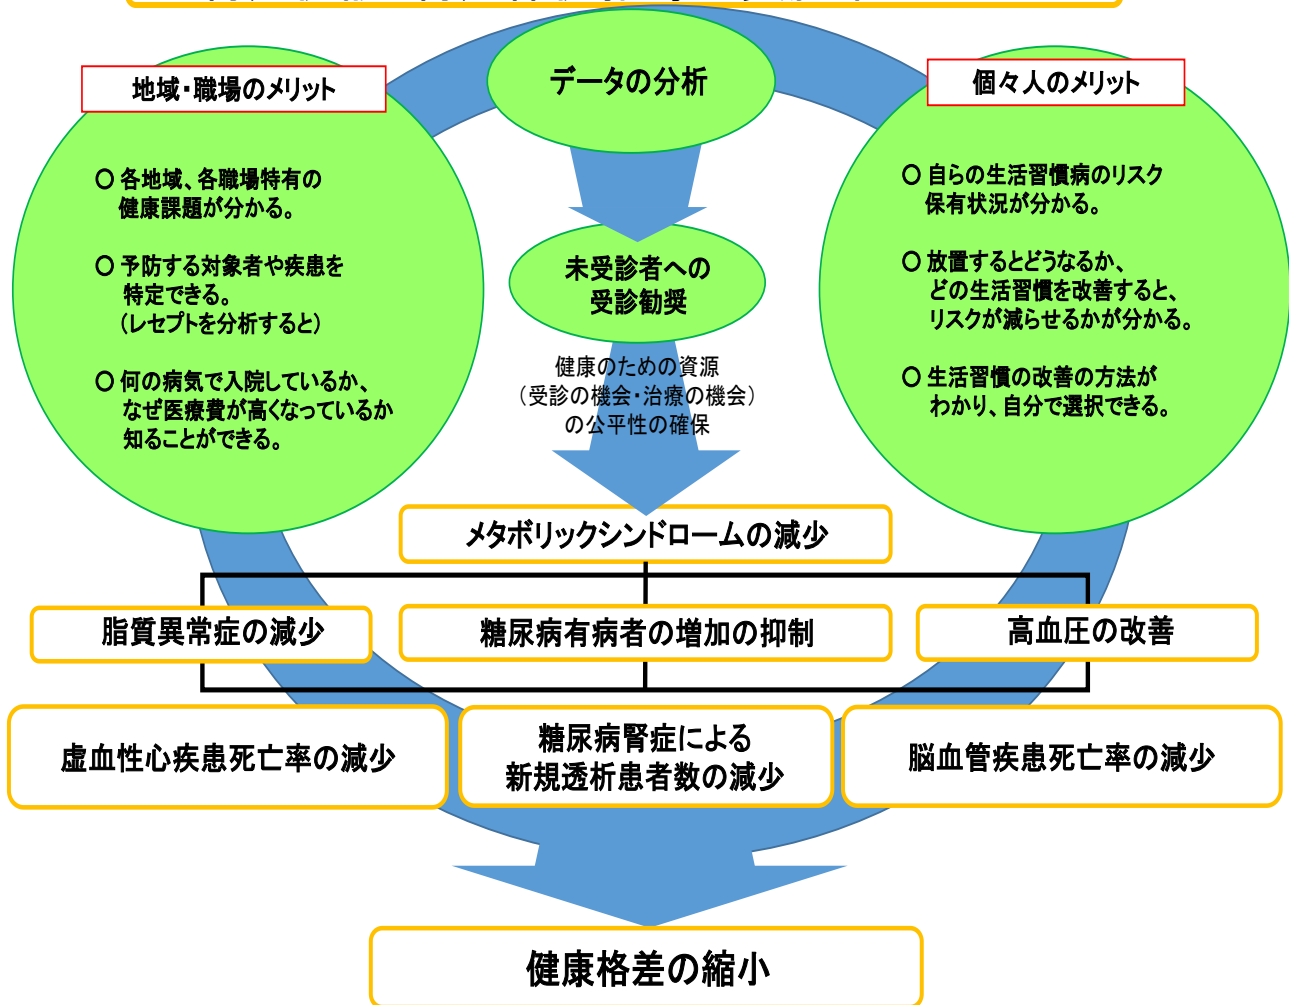 データの分析
地域・職場のメリット
○ 各地域、各職場特有の
健康課題が分かる。
○ 予防する対象者や疾患を
特定できる。
(レセプトを分析すると)
○ 何の病気で入院しているか、
なぜ医療費が高くなっているか
知ることができる。
未受診者への
受診勧奨
健康のための資源
（受診の機会・治療の機会）
の公平性の確保
個々人のメリット
○ 自らの生活習慣病のリスク
保有状況が分かる。
○ 放置するとどうなるか、
どの生活習慣を改善すると、
リスクが減らせるかが分かる。
○ 生活習慣の改善の方法が
わかり、自分で選択できる。
メタボリックシンドロームの減少
脂質異常症の減少
糖尿病有病者の増加の抑制
高血圧の改善
虚血性心疾患死亡率の減少
糖尿病腎症による
新規透析患者数の減少
脳血管疾患死亡率の減少
健康格差の縮小